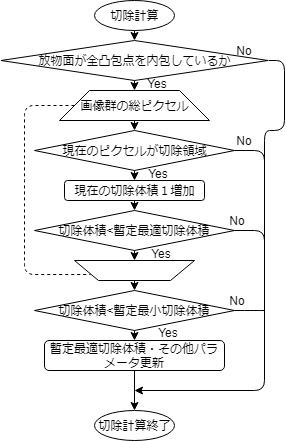 切除計算
放物面が全凸包点を内包しているか
No
Yes
画像群の総ピクセル
現在のピクセルが切除領域
No
Yes
現在の切除体積１増加
切除体積<暫定最適切除体積
No
Yes
切除体積<暫定最小切除体積
No
Yes
暫定最適切除体積・その他パラ
メータ更新
切除計算終了